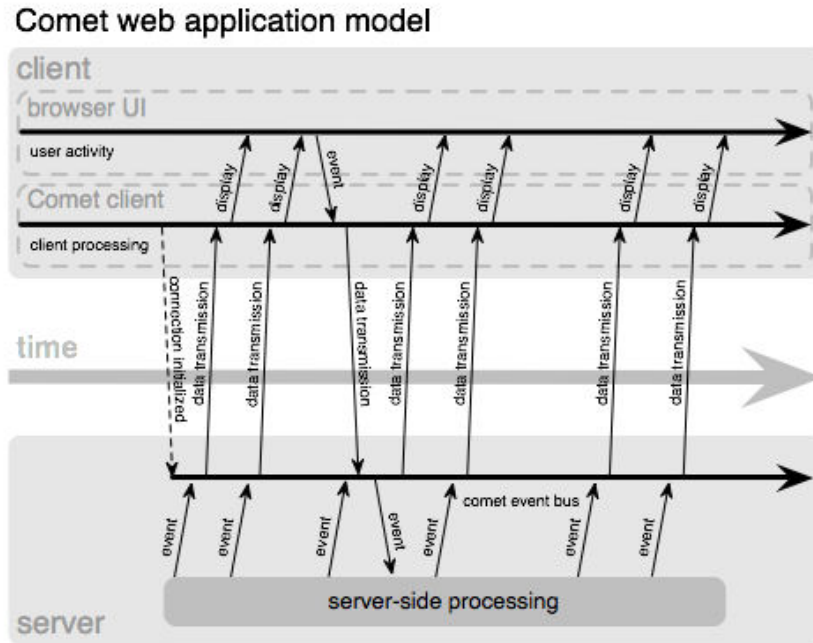 Comet web application model
client
browser UI
user activity
display
display
event
display
display
display
display
Comet client
client processing
connection initialized
data transmission
data transmission
data transmission
data transmission
data transmission
data transmission
data transmission
time
comet event bus
event
event
event
event
event
event
event
server-side processing
server